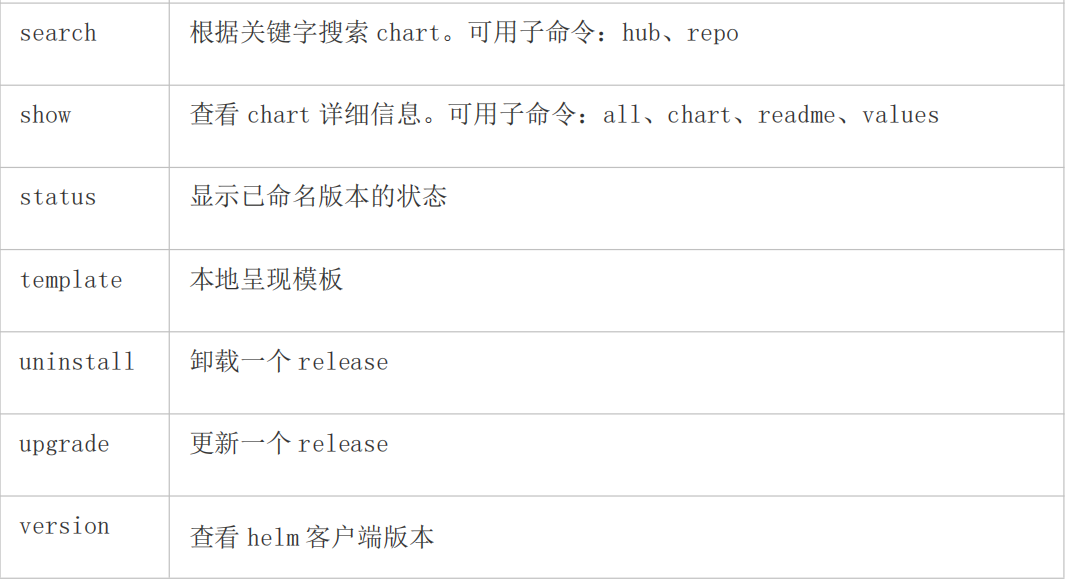 search 根据关键字搜索 chart。可用子命令：hub、repo
show 查看 chart 详细信息。可用子命令：all、chart、readme、values
status 显示已命名版本的状态
template 本地呈现模板
uninstall 卸载一个 release
upgrade 更新一个 release
version 查看 helm 客户端版本